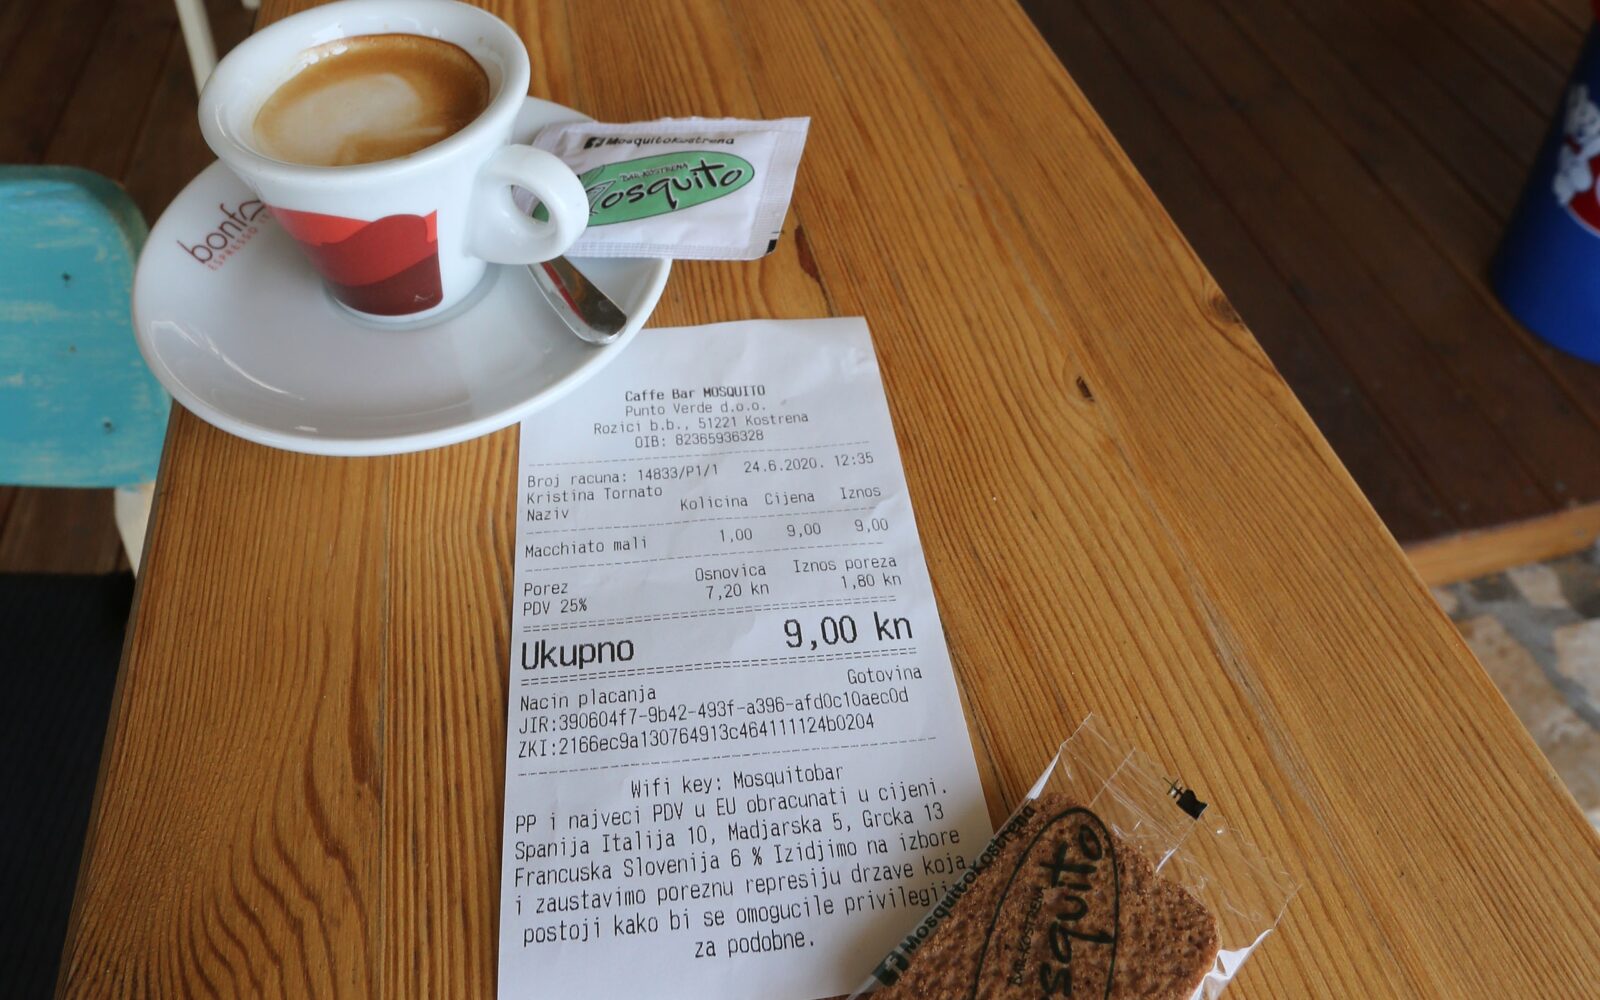 MosquitoKostrena
BAR KOSTRENA
Mosquito
bonf
ESPRESSO
Caffe Bar MOSQUITO
Punto Verde d.o.o.
Rozici b.b., 51221 Kostrena
OIB: 82365936328
Broj racuna: 14833/P1/1 24.6.2020. 12:35
Kristina Tornato
Naziv Kolicina Cijena Iznos
Macchiato mali 1,00 9,00 9,00
Porez Osnovica Iznos poreza
PDV 25% 7,20 kn 1,80 kn
Ukupno 9,00 kn
Nacin placanja Gotovina
JIR:390604f7-9b42-493f-a396-afd0c10aec0d
ZKI:2166ec9a130764913c464111124b0204
Wifi key: Mosquitobar
PP i najveci PDV u EU obracunati u cijeni.
Spanija Italija 10, Madjarska 5, Grcka 13
Francuska Slovenija 6 % Izidjimo na izbore
i zaustavimo poreznu represiju drzave koja
postoji kako bi se omogucile privilegij
za podobne.
MosquitoKostrena
BAR KOSTRENA
squito